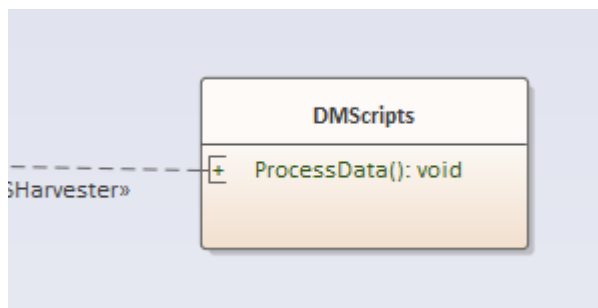 DMScripts
+ ProcessData(): void
SHarvester»